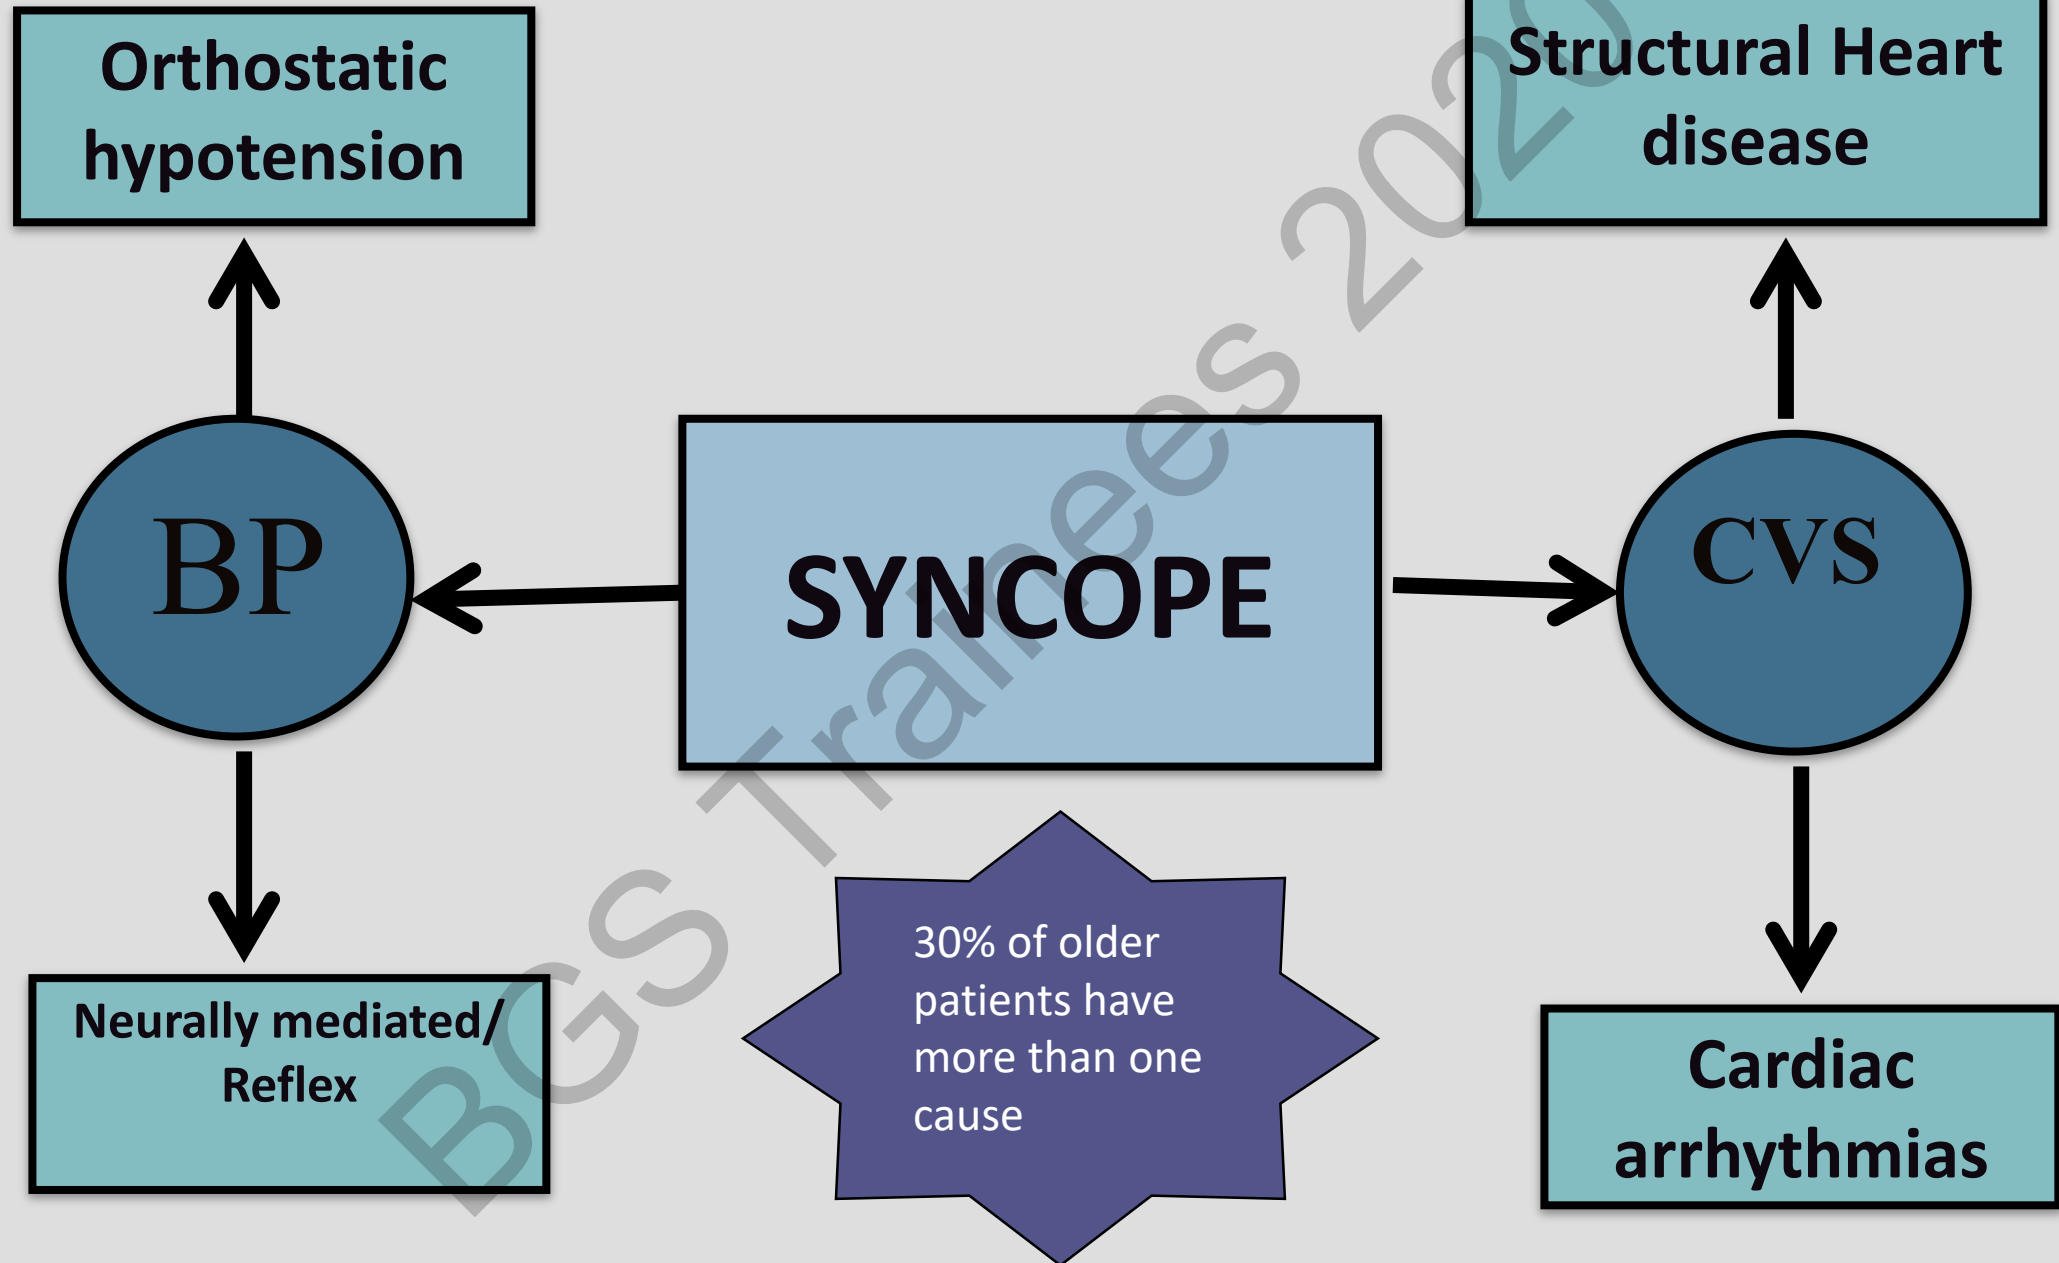 Orthostatic
hypotension
Structural Heart
disease
BP
SYNCOPE
CVS
Neurally mediated/
Reflex
30% of older
patients have
more than one
cause
Cardiac
arrhythmias
BGS Trainees 202